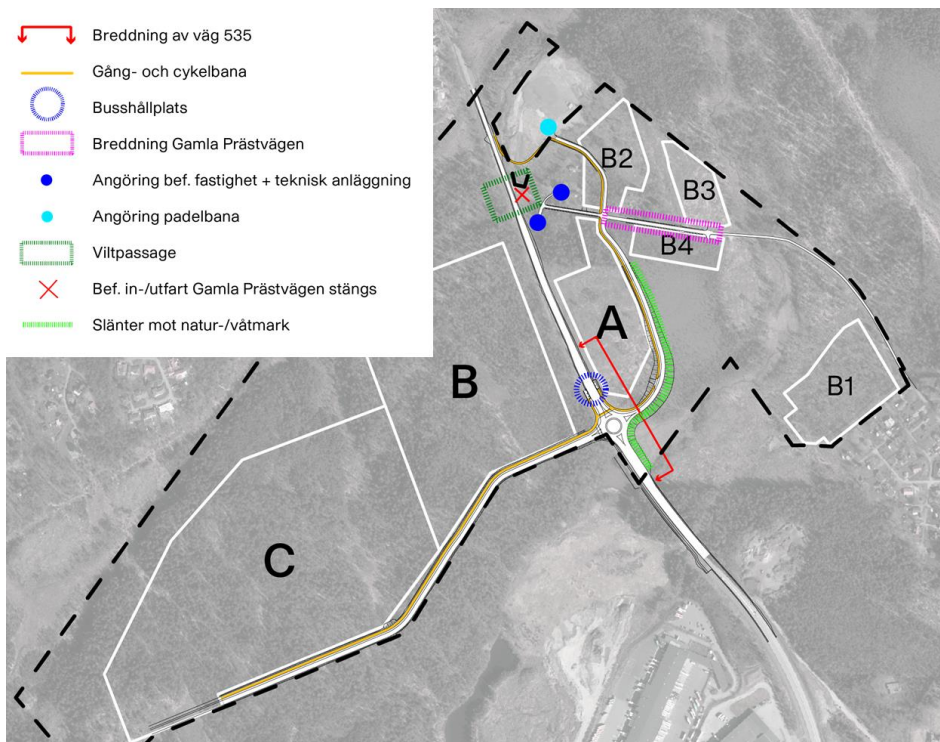 Breddning av väg 535
Gång- och cykelbana
Busshållplats
Breddning Gamla Prästvägen
Angöring bef. fastighet + teknisk anläggning
Angöring padelbana
Viltpassage
Bef. in-/utfart Gamla Prästvägen stängs
Slänter mot natur-/våtmark
B2
B3
B4
A
B
B1
C